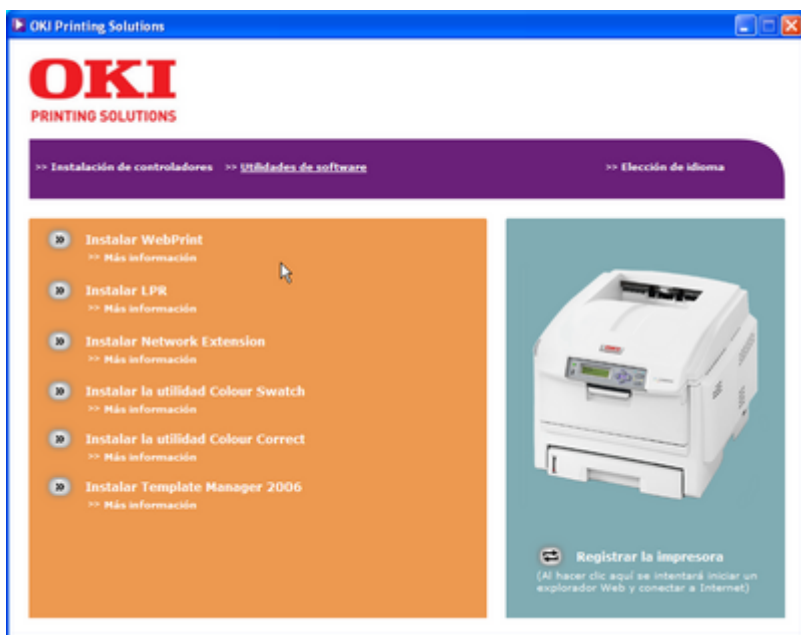 OKI Printing Solutions
OKI
PRINTING SOLUTIONS
>> Instalación de controladores >> Utilidades de software >> Elección de idioma
Instalar WebPrint
>> Más información
Instalar LPR
>> Más información
Instalar Network Extension
>> Más información
Instalar la utilidad Colour Swatch
>> Más información
Instalar la utilidad Colour Correct
>> Más información
Instalar Template Manager 2006
>> Más información
OKI
Registrar la impresora
(Al hacer clic aquí se intentará iniciar un
explorador Web y conectar a Internet)